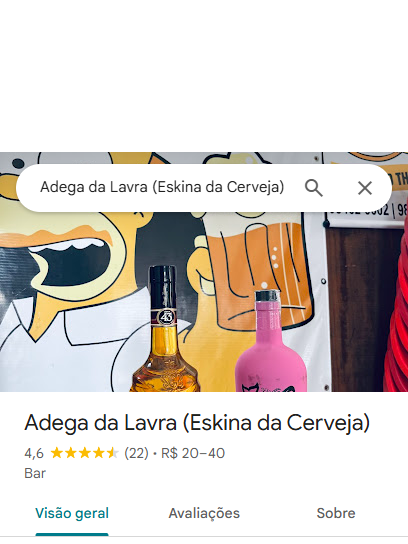 Adega da Lavra (Eskina da Cerveja)
43
Adega da Lavra (Eskina da Cerveja)
4,6 (22) · R$ 20–40
Bar
Visão geral Avaliações Sobre